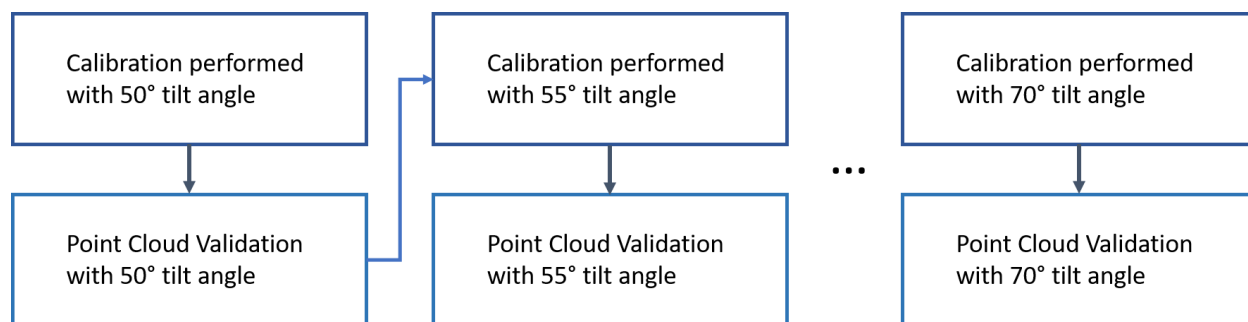 Calibration performed
with 50° tilt angle
Point Cloud Validation
with 50° tilt angle
Calibration performed
with 55° tilt angle
Point Cloud Validation
with 55° tilt angle
...
Calibration performed
with 70° tilt angle
Point Cloud Validation
with 70° tilt angle